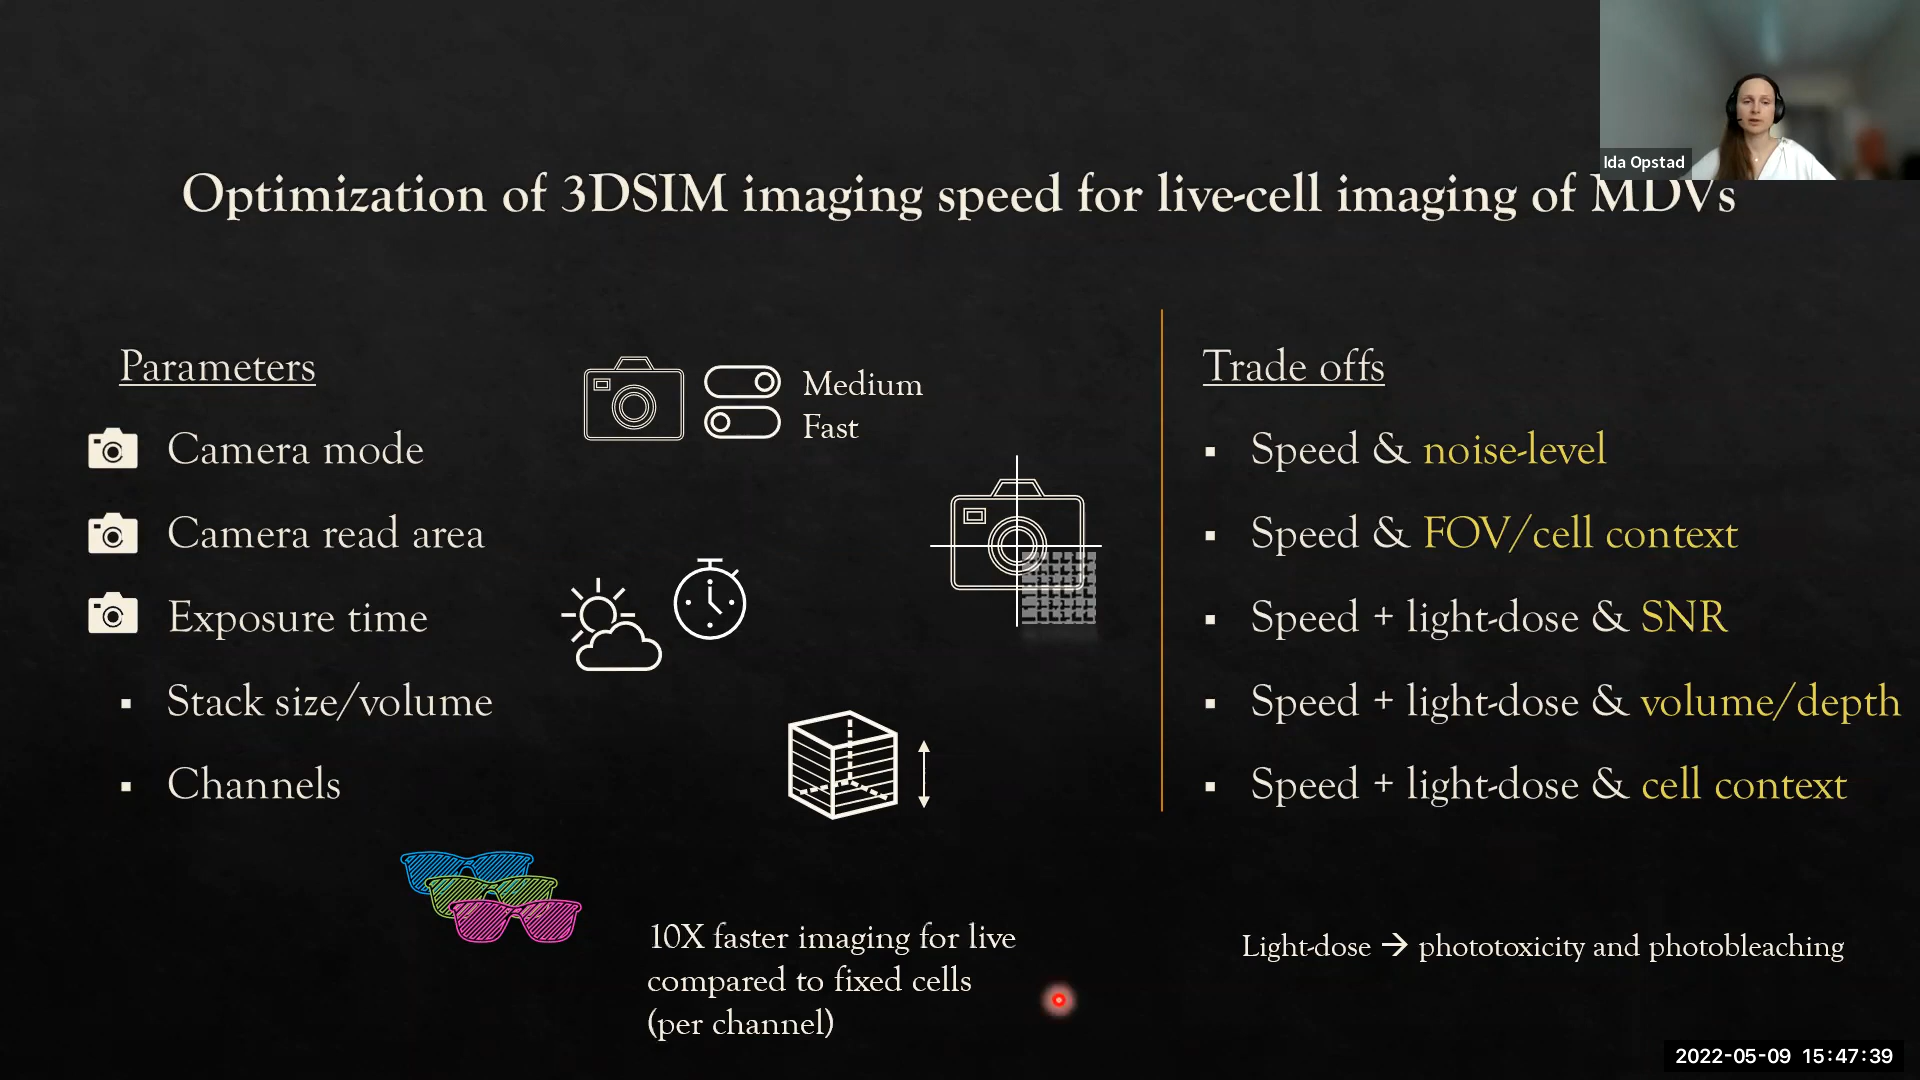 Ida Opstad
Optimization of 3DSIM imaging speed for live-cell imaging of MDVs
Parameters
Camera mode
Camera read area
Exposure time
Stack size/volume
Channels
Medium
Fast
10X faster imaging for live
compared to fixed cells
(per channel)
Trade offs
Speed & noise-level
Speed & FOV/cell context
Speed + light-dose & SNR
Speed + light-dose & volume/depth
Speed + light-dose & cell context
Light-dose → phototoxicity and photobleaching
2022-05-09 15:47:39